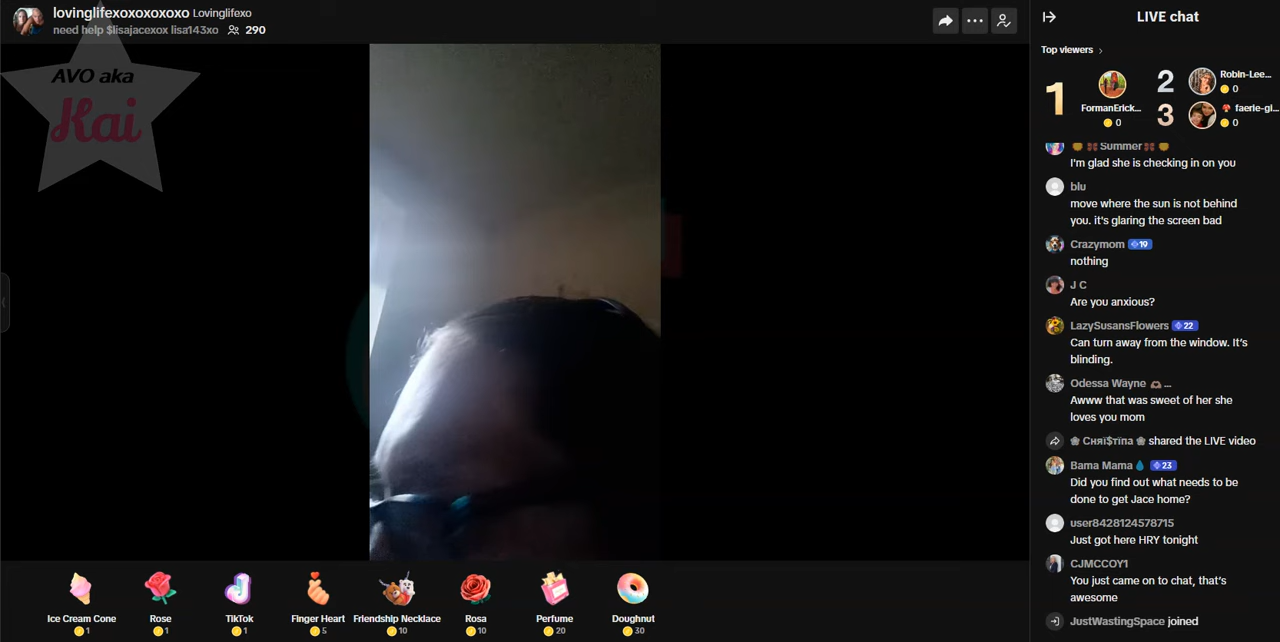 lovinglifexoxoxoxoxo Lovinglifexo
need help $lisajacexox lisa143xo 290
AVO aka
Kai
LIVE chat
Top viewers
1
FormanErick...
0
2
Robin-Lee...
0
3
faerie-gi...
0
Summer
I'm glad she is checking in on you
blu
move where the sun is not behind
you. it's glaring the screen bad
Crazymom 19
nothing
J C
Are you anxious?
LazySusansFlowers 22
Can turn away from the window. It's
blinding.
Odessa Wayne ...
Awww that was sweet of her she
loves you mom
shared the LIVE video
Bama Mama 23
Did you find out what needs to be
done to get Jace home?
user8428124578715
Just got here HRY tonight
CJMCCOY1
You just came on to chat, that's
awesome
JustWastingSpace joined
Ice Cream Cone
1
Rose
1
TikTok
1
Finger Heart
5
Friendship Necklace
10
Rosa
10
Perfume
20
Doughnut
30